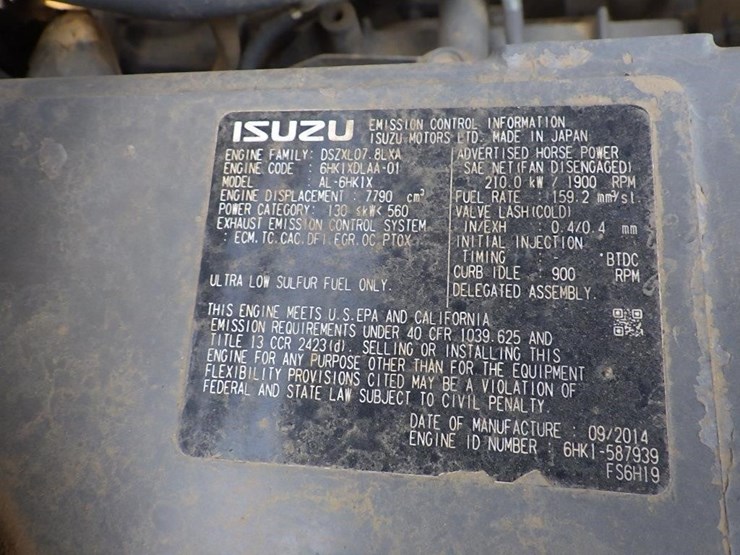 ISUZU EMISSION CONTROL INFORMATION
ISUZU MOTORS LTD. MADE IN JAPAN
ENGINE FAMILY: DSZXL07.8LXA
ENGINE CODE : 6HK1XDLAA-01
MODEL : AL-6HK1X
ENGINE DISPLACEMENT : 7790 cm³
POWER CATEGORY: 130 ≤kW< 560
EXHAUST EMISSION CONTROL SYSTEM
: ECM,TC,CAC,DFI,EGR,OC,PTOX
ULTRA LOW SULFUR FUEL ONLY.
ADVERTISED HORSE POWER
SAE NET(FAN DISENGAGED)
210.0 kW / 1900 RPM
FUEL RATE : 159.2 mm³/st
VALVE LASH(COLD)
IN/EXH : 0.4/0.4 mm
INITIAL INJECTION
TIMING : - °BTDC
CURB IDLE : 900 RPM
DELEGATED ASSEMBLY.
THIS ENGINE MEETS U.S.EPA AND CALIFORNIA
EMISSION REQUIREMENTS UNDER 40 CFR 1039.625 AND
TITLE 13 CCR 2423(d). SELLING OR INSTALLING THIS
ENGINE FOR ANY PURPOSE OTHER THAN FOR THE EQUIPMENT
FLEXIBILITY PROVISIONS CITED MAY BE A VIOLATION OF
FEDERAL AND STATE LAW SUBJECT TO CIVIL PENALTY.
DATE OF MANUFACTURE : 09/2014
ENGINE ID NUMBER : 6HK1-587939
FS6H19